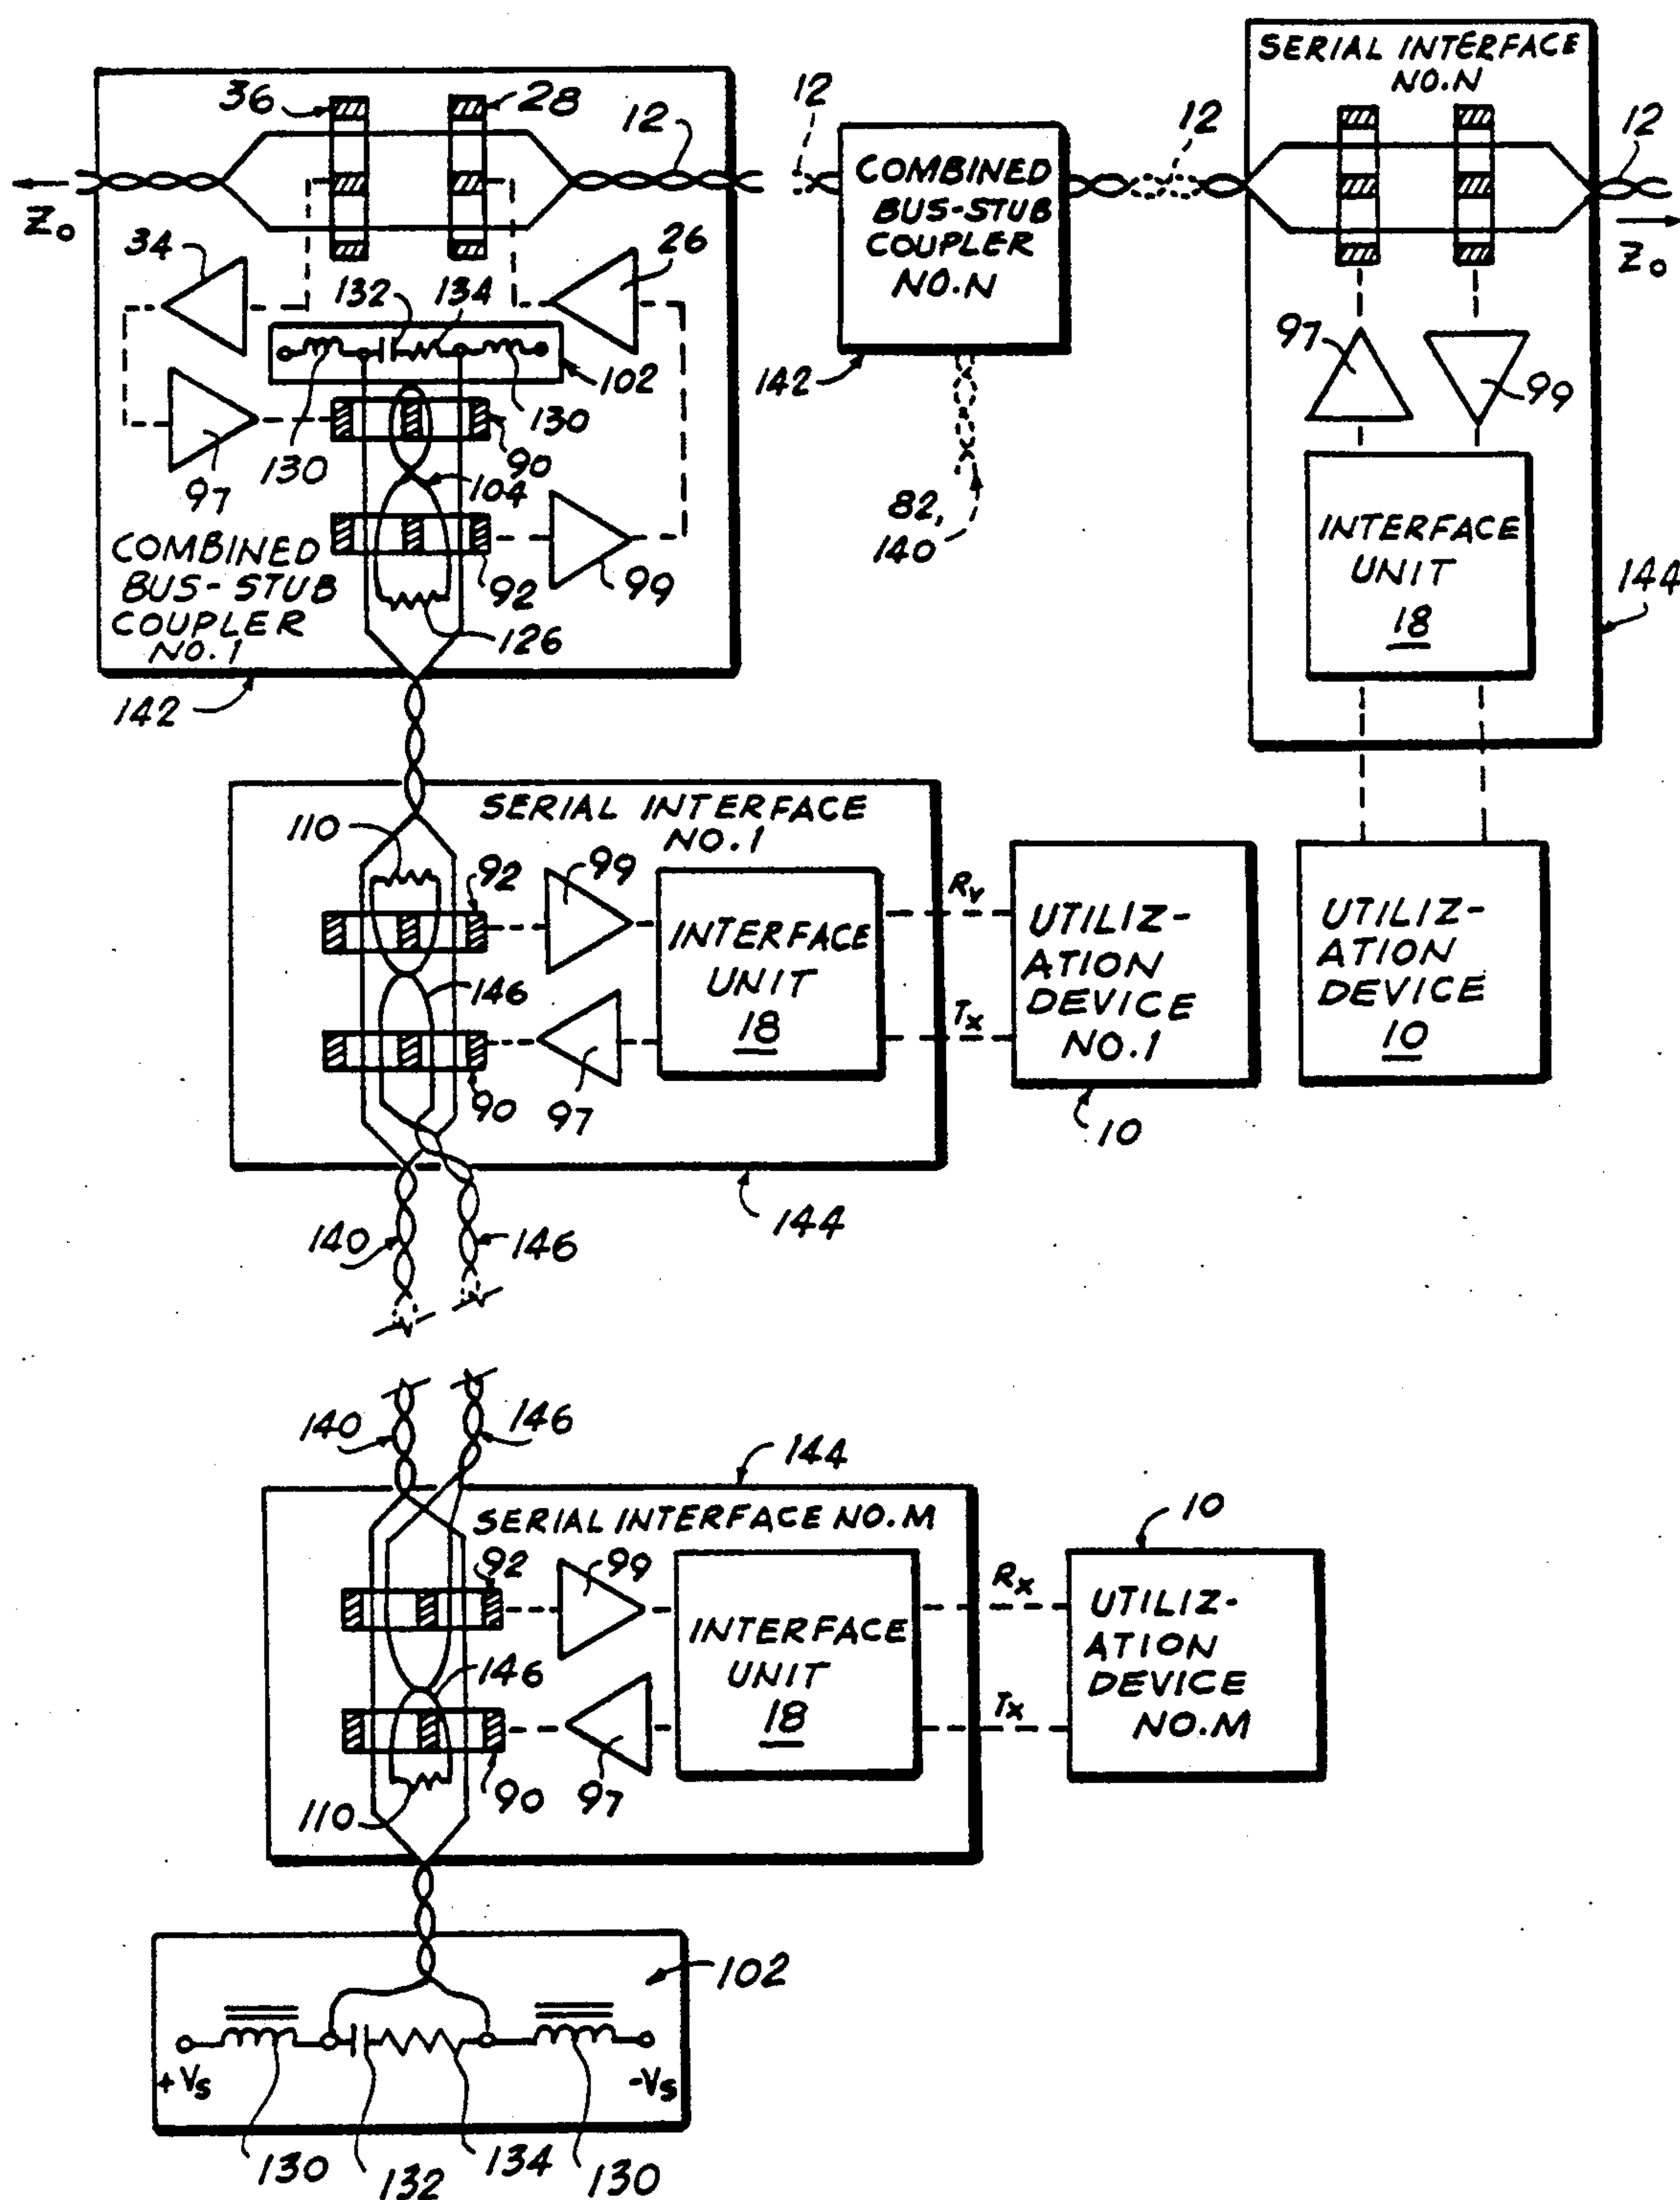 SERIAL INTERFACE
NO.N
36
28
12
12
12
12
COMBINED
BUS-STUB
COUPLER
NO.N
Zo
Zo
34
132
134
26
102
97
130
130
90
104
97
99
142
82,
140
COMBINED
BUS-STUB
COUPLER
NO.1
92
99
126
142
INTERFACE
UNIT
18
144
SERIAL INTERFACE
NO.1
110
92
99
INTERFACE
UNIT
18
Rv
Tx
UTILIZ-
ATION
DEVICE
NO.1
UTILIZ-
ATION
DEVICE
10
146
90
97
10
140
146
144
140
146
144
SERIAL INTERFACE NO.M
10
92
99
INTERFACE
UNIT
18
Rx
Tx
UTILIZ-
ATION
DEVICE
NO.M
146
110
90
97
102
+Vs
-Vs
130
132
134
130